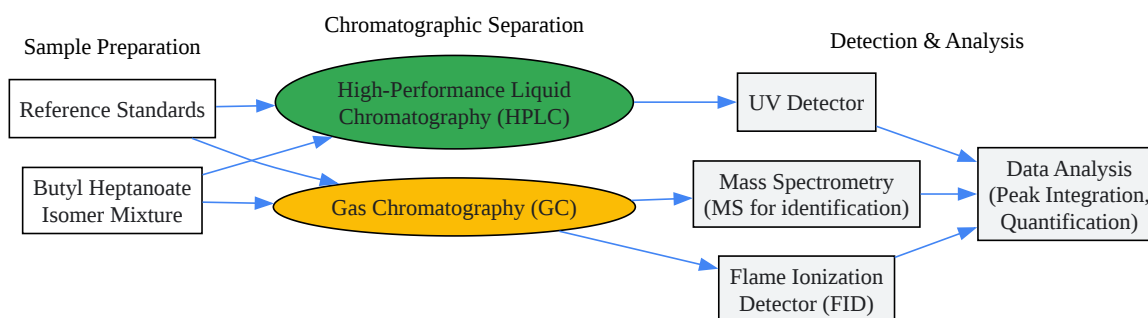 Sample Preparation
Chromatographic Separation
Detection & Analysis
Reference Standards
Butyl Heptanoate
Isomer Mixture
High-Performance Liquid
Chromatography (HPLC)
Gas Chromatography (GC)
UV Detector
Mass Spectrometry
(MS for identification)
Flame Ionization
Detector (FID)
Data Analysis
(Peak Integration,
Quantification)